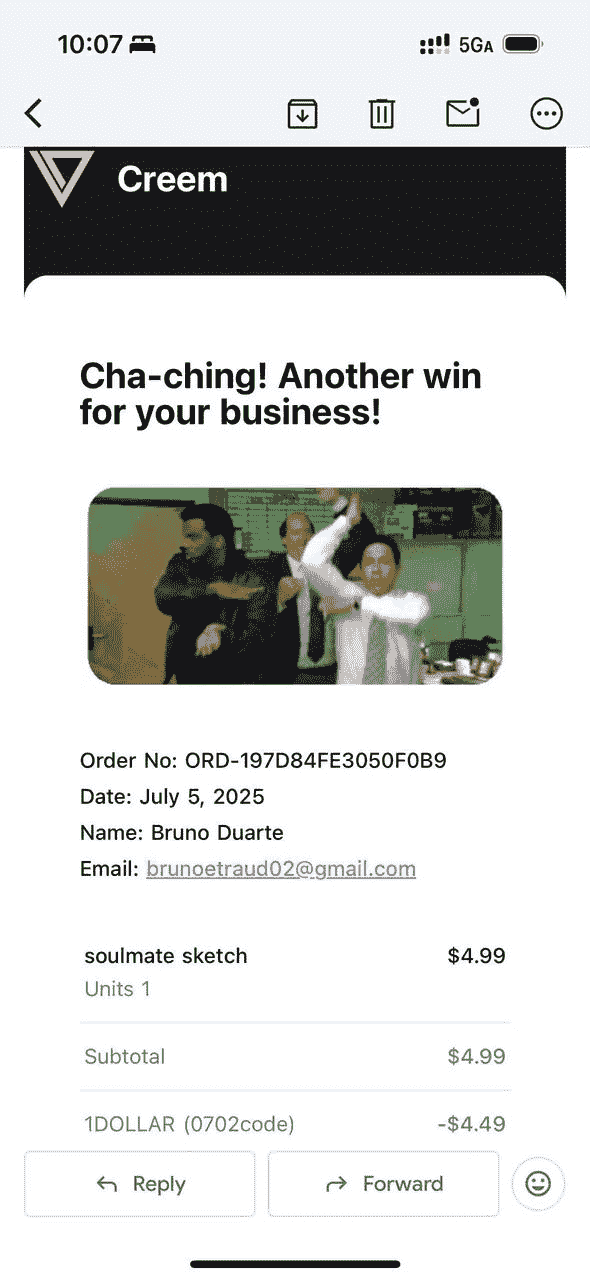 10:07
5GA
Creem
Cha-ching! Another win
for your business!
Order No: ORD-197D84FE3050F0B9
Date: July 5, 2025
Name: Bruno Duarte
Email: brunoetraud02@gmail.com
soulmate sketch $4.99
Units 1
Subtotal $4.99
1DOLLAR (0702code) -$4.49
Reply Forward